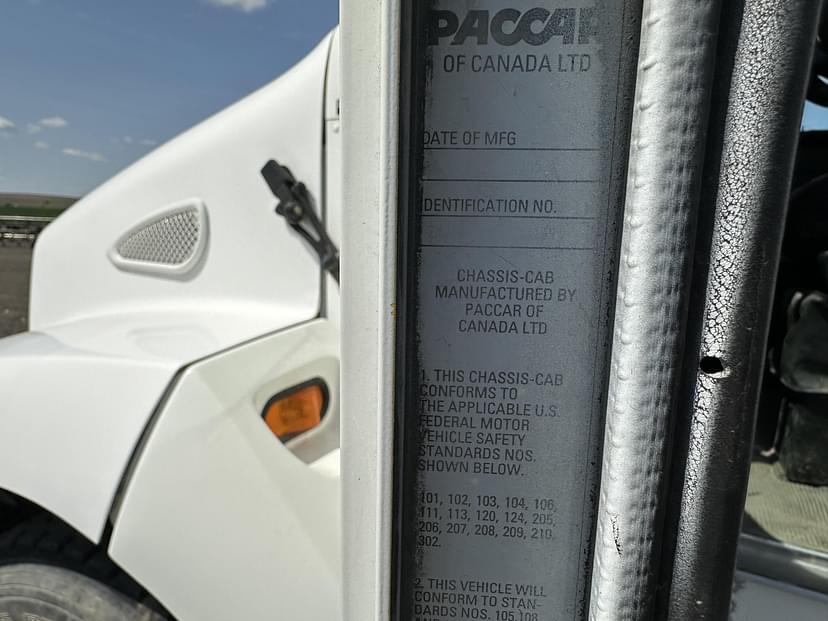 PACCAR
OF CANADA LTD
DATE OF MFG
IDENTIFICATION NO.
CHASSIS-CAB
MANUFACTURED BY
PACCAR OF
CANADA LTD
1. THIS CHASSIS-CAB
CONFORMS TO
THE APPLICABLE U.S.
FEDERAL MOTOR
VEHICLE SAFETY
STANDARDS NOS.
SHOWN BELOW.
101, 102, 103, 104, 106,
111, 113, 120, 124, 205,
206, 207, 208, 209, 210,
302.
2. THIS VEHICLE WILL
CONFORM TO STAN-
DARDS NOS. 105,108